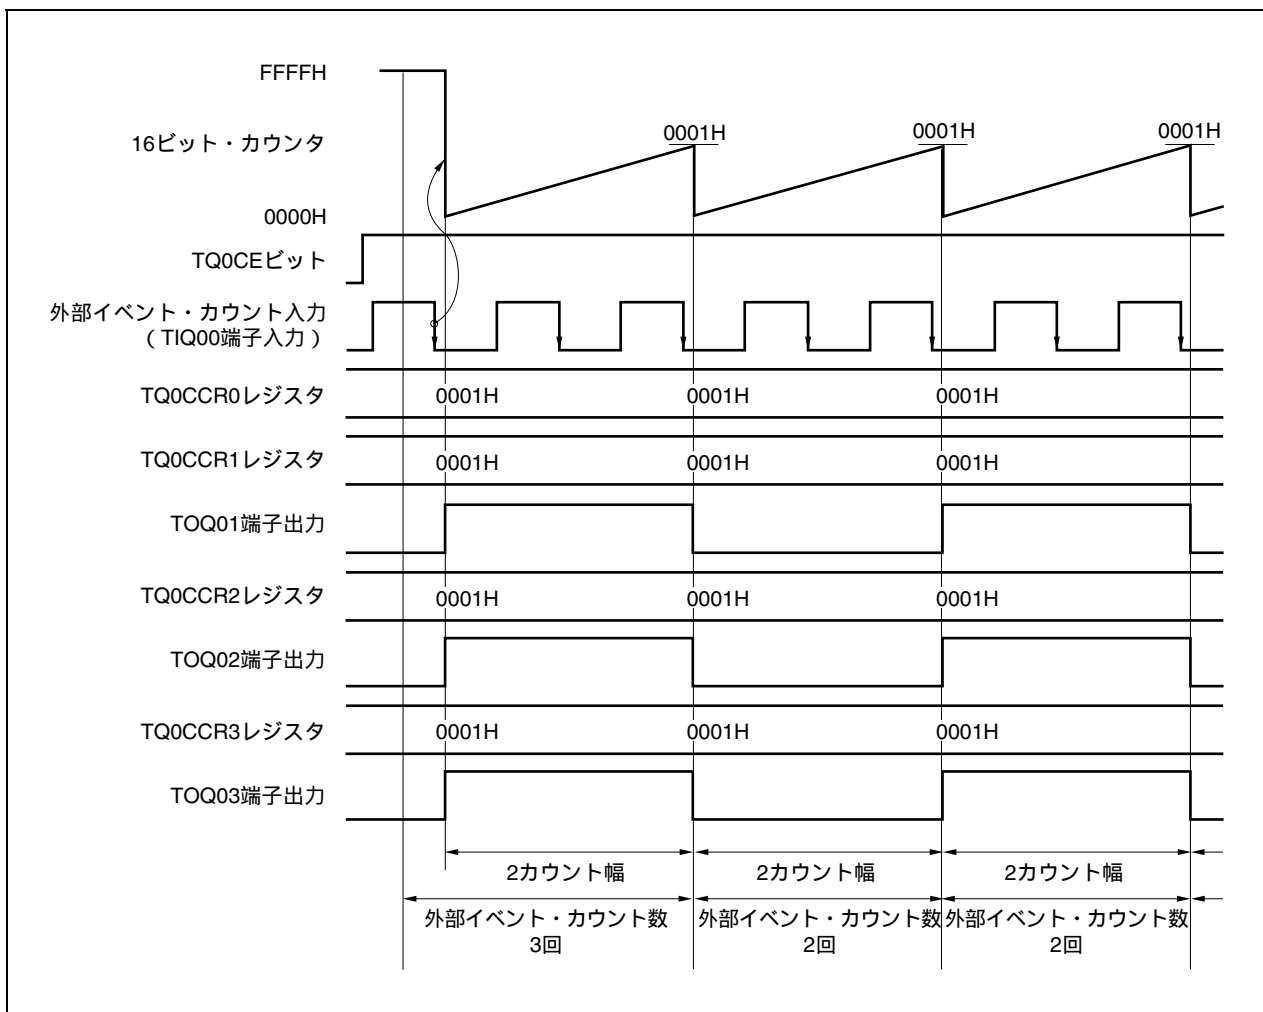 FFFFH
16ビット・カウンタ
0001H 0001H 0001H
0000H
TQ0CEビット
外部イベント・カウント入力
（TIQ00端子入力）
TQ0CCR0レジスタ 0001H 0001H 0001H
TQ0CCR1レジスタ 0001H 0001H 0001H
TOQ01端子出力
TQ0CCR2レジスタ 0001H 0001H 0001H
TOQ02端子出力
TQ0CCR3レジスタ 0001H 0001H 0001H
TOQ03端子出力
2カウント幅 2カウント幅 2カウント幅
外部イベント・カウント数 外部イベント・カウント数 外部イベント・カウント数
3回 2回 2回